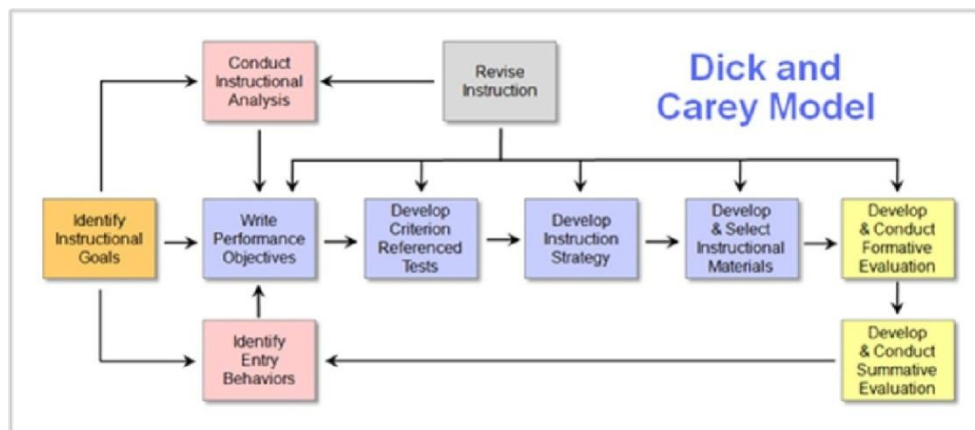 Conduct
Instructional
Analysis
Revise
Instruction
Dick and
Carey Model
Identify
Instructional
Goals
Write
Performance
Objectives
Develop
Criterion
Referenced
Tests
Develop
Instruction
Strategy
Develop
& Select
Instructional
Materials
Develop
& Conduct
Formative
Evaluation
Identify
Entry
Behaviors
Develop
& Conduct
Summative
Evaluation